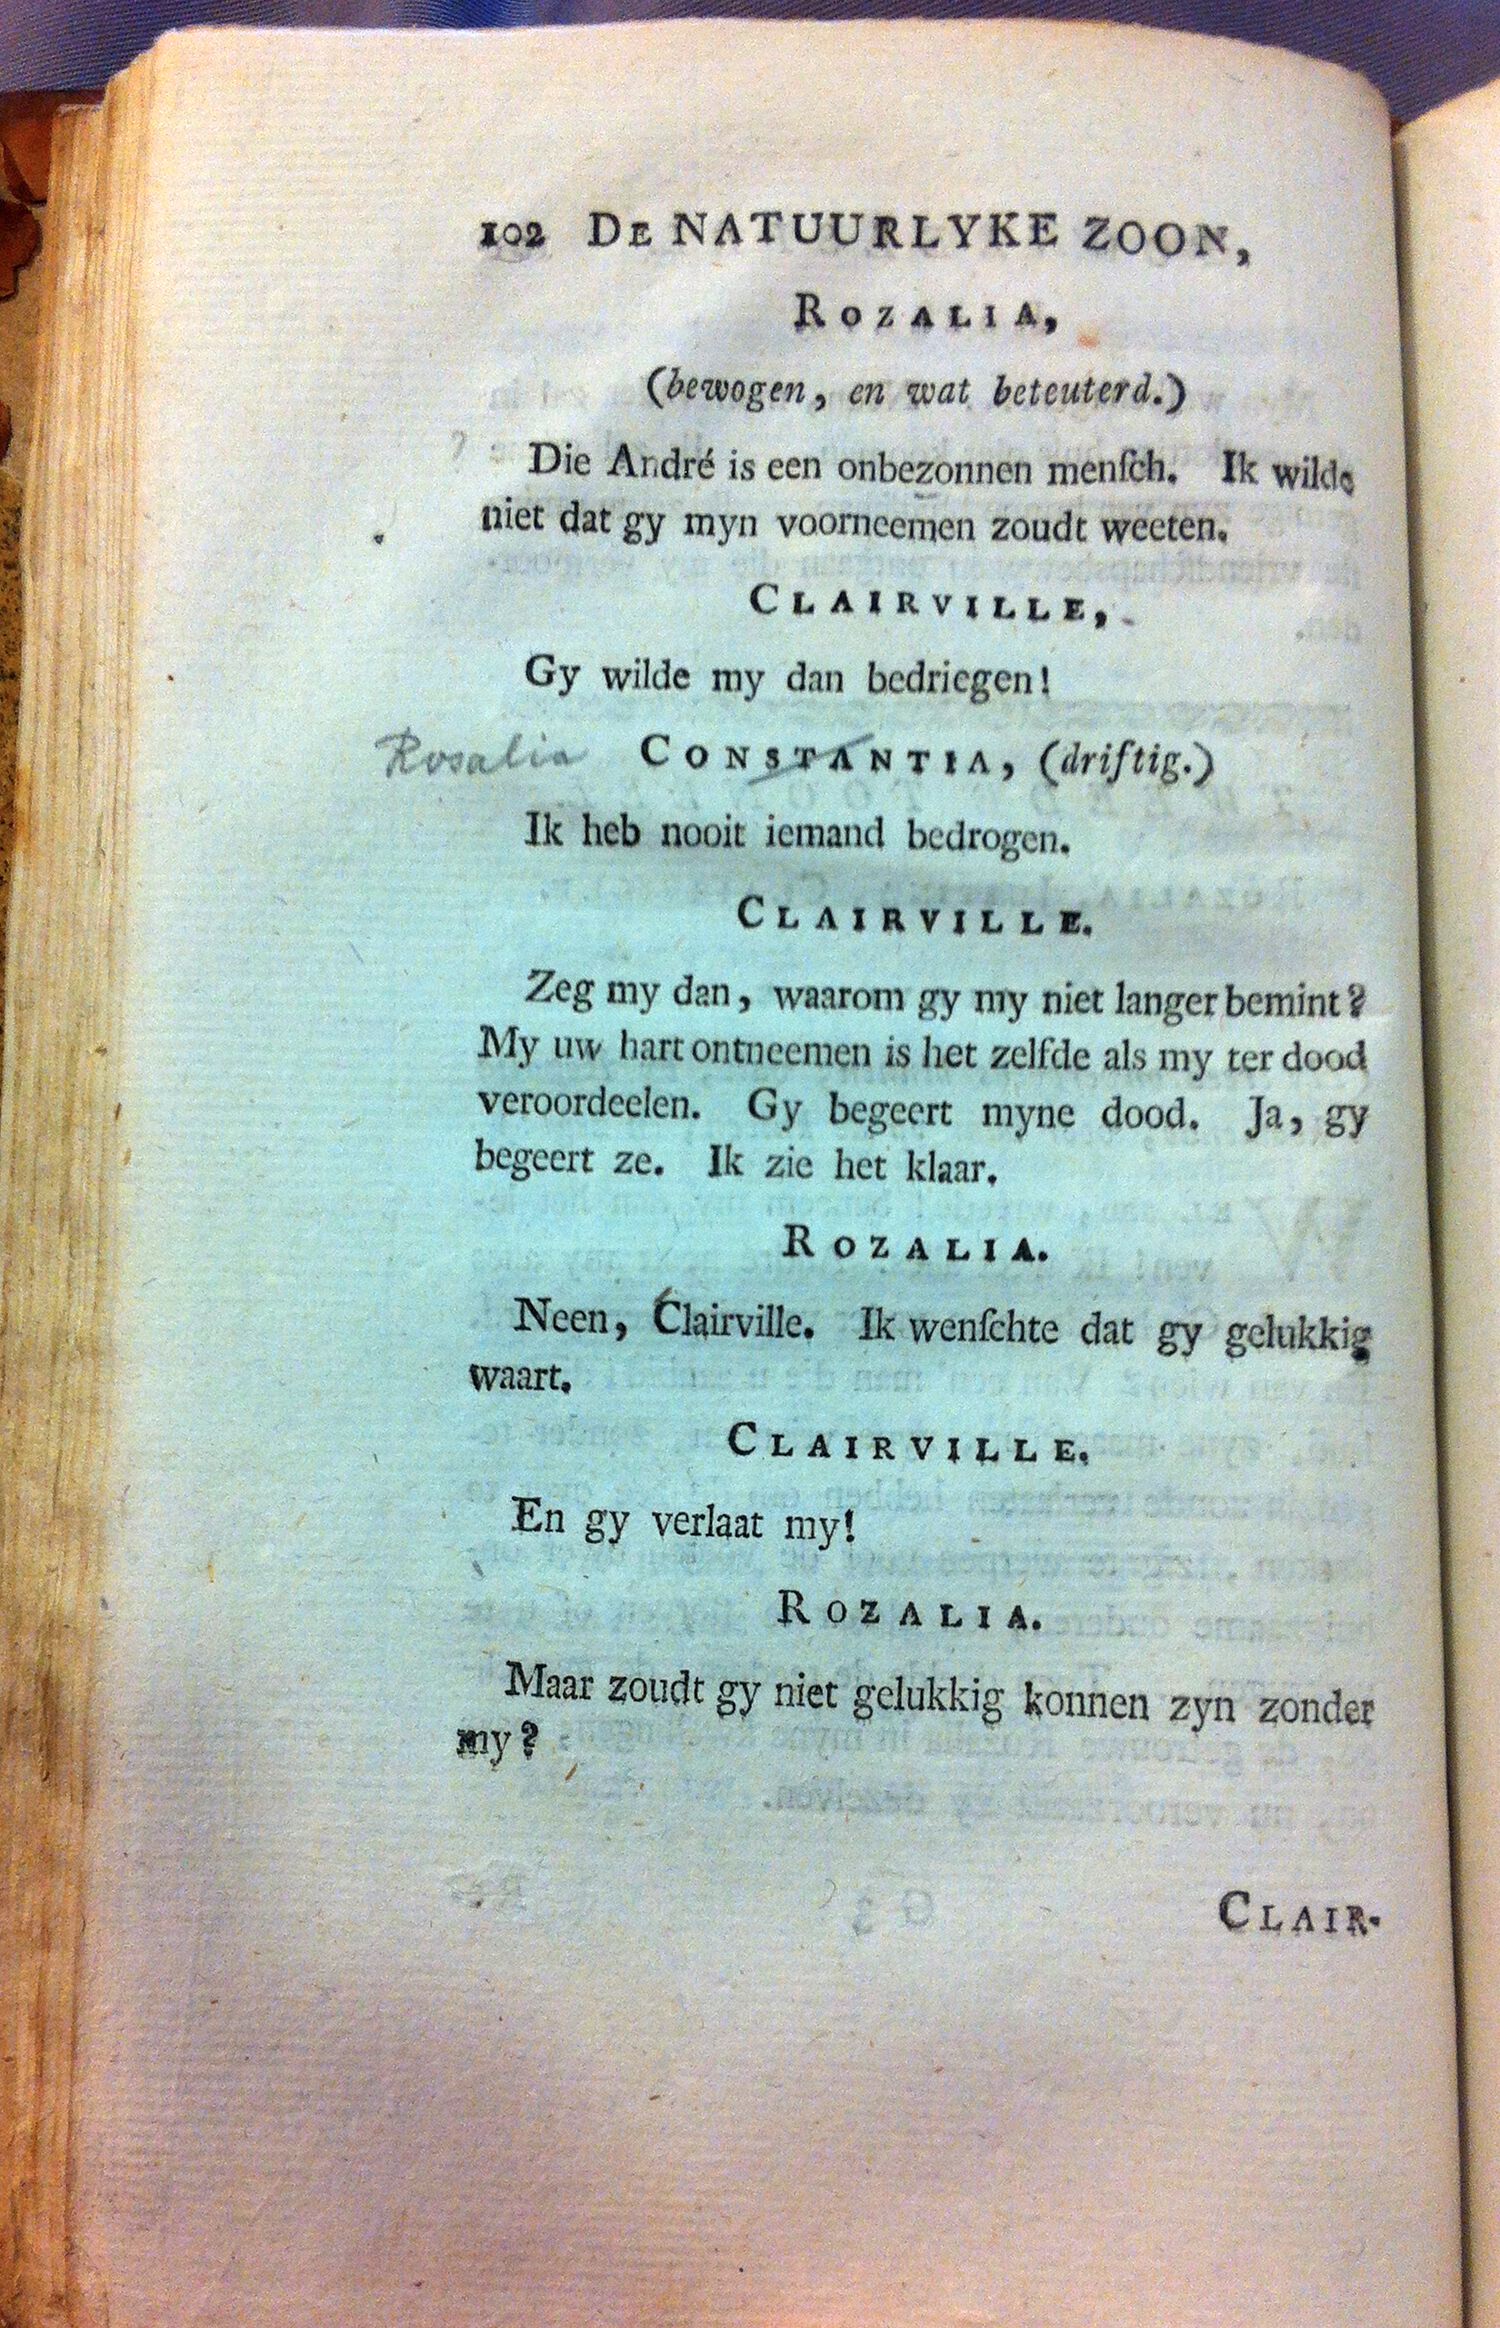 102 DE NATUURLYKE ZOON,
ROZALIA,
(bewogen, en wat beteuterd.)
Die André is een onbezonnen menſch. Ik wilde
niet dat gy myn voorneemen zoudt weeten.
CLAIRVILLE,
Gy wilde my dan bedriegen!
Rosalia CONSTANTIA, (driftig.)
Ik heb nooit iemand bedrogen.
CLAIRVILLE.
Zeg my dan, waarom gy my niet langer bemint?
My uw hart ontneemen is het zelfde als my ter dood
veroordeelen. Gy begeert myne dood. Ja, gy
begeert ze. Ik zie het klaar.
ROZALIA.
Neen, Clairville. Ik wenſchte dat gy gelukkig
waart.
CLAIRVILLE.
En gy verlaat my!
ROZALIA.
Maar zoudt gy niet gelukkig konnen zyn zonder
my?
CLAIR-